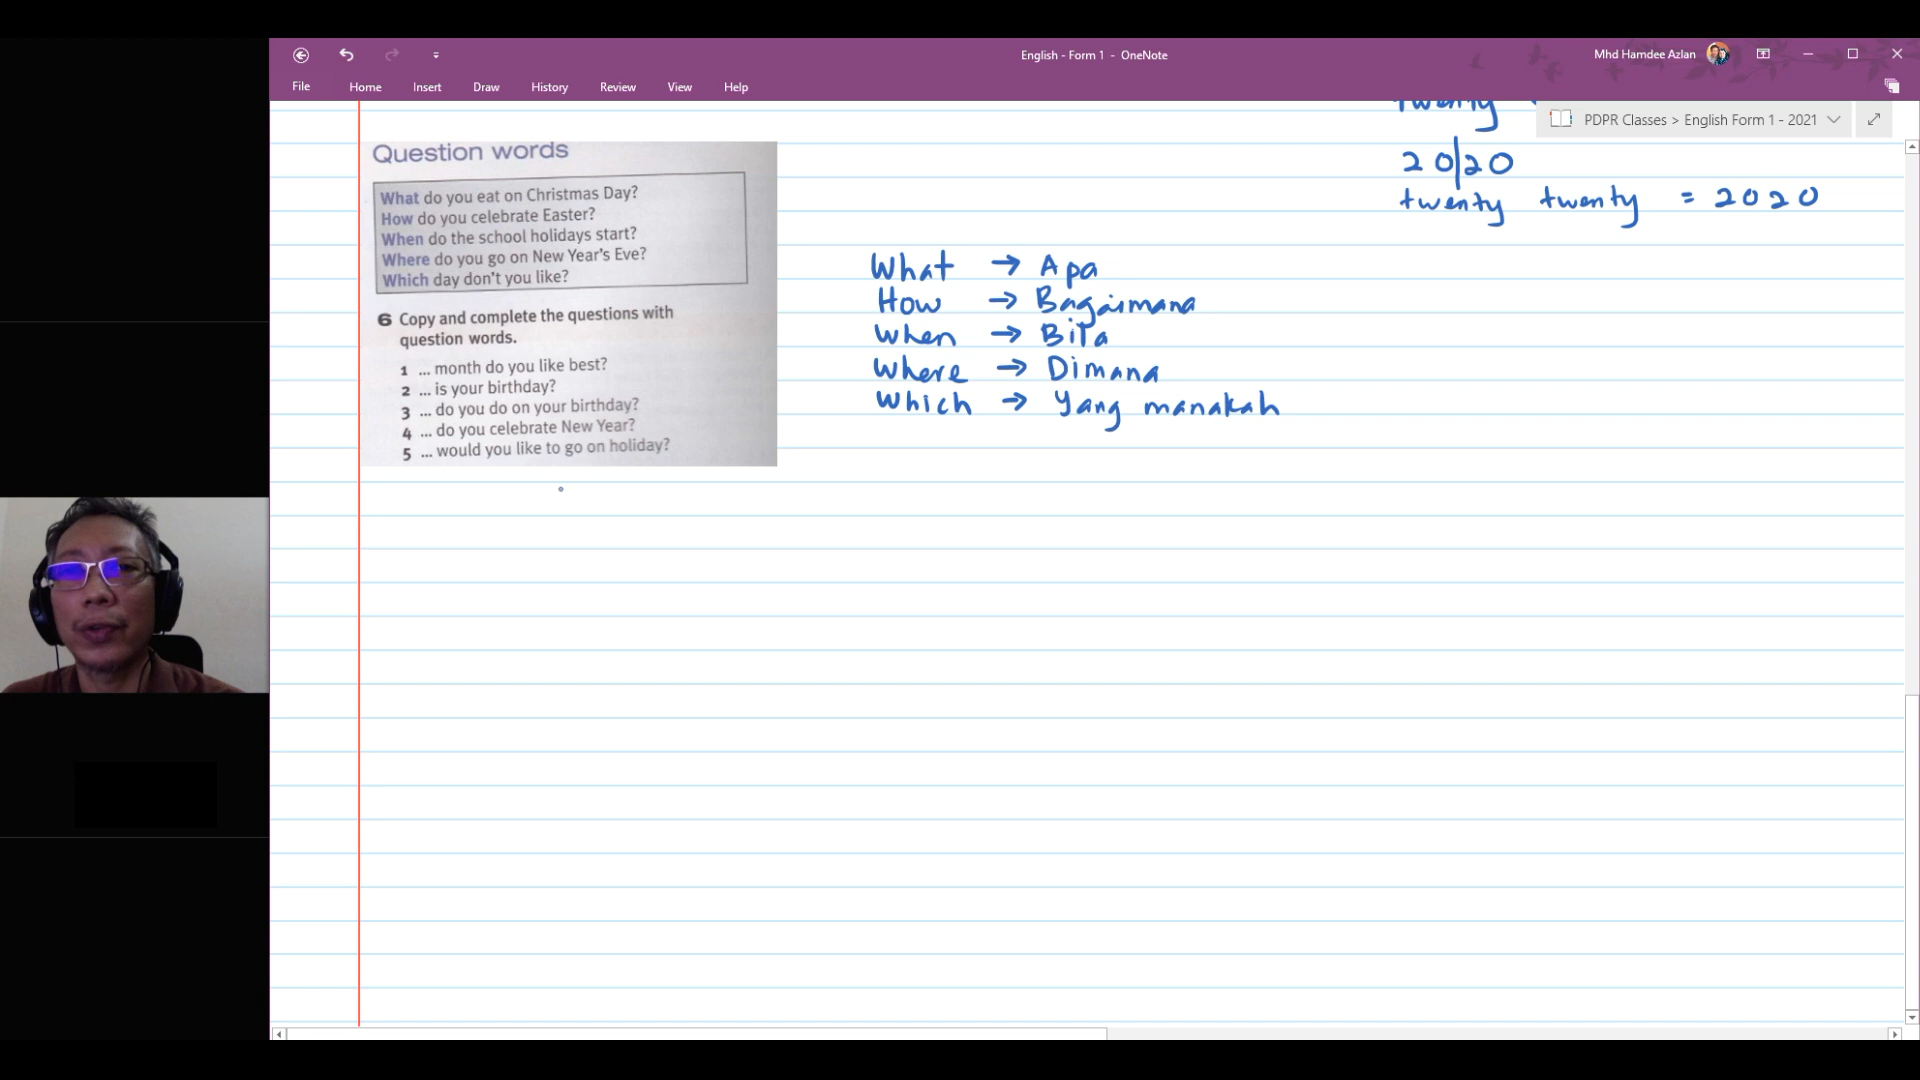 English - Form 1 - OneNote
Mhd Hamdee Azlan
File Home Insert Draw History Review View Help
PDPR Classes > English Form 1 - 2021
twenty
20|20
twenty twenty = 2020
Question words
What do you eat on Christmas Day?
How do you celebrate Easter?
When do the school holidays start?
Where do you go on New Year's Eve?
Which day don't you like?
6 Copy and complete the questions with
question words.
1 ... month do you like best?
2 ... is your birthday?
3 ... do you do on your birthday?
4 ... do you celebrate New Year?
5 ... would you like to go on holiday?
What → Apa
How → Bagaimana
When → Bila
Where → Dimana
Which → Yang manakah